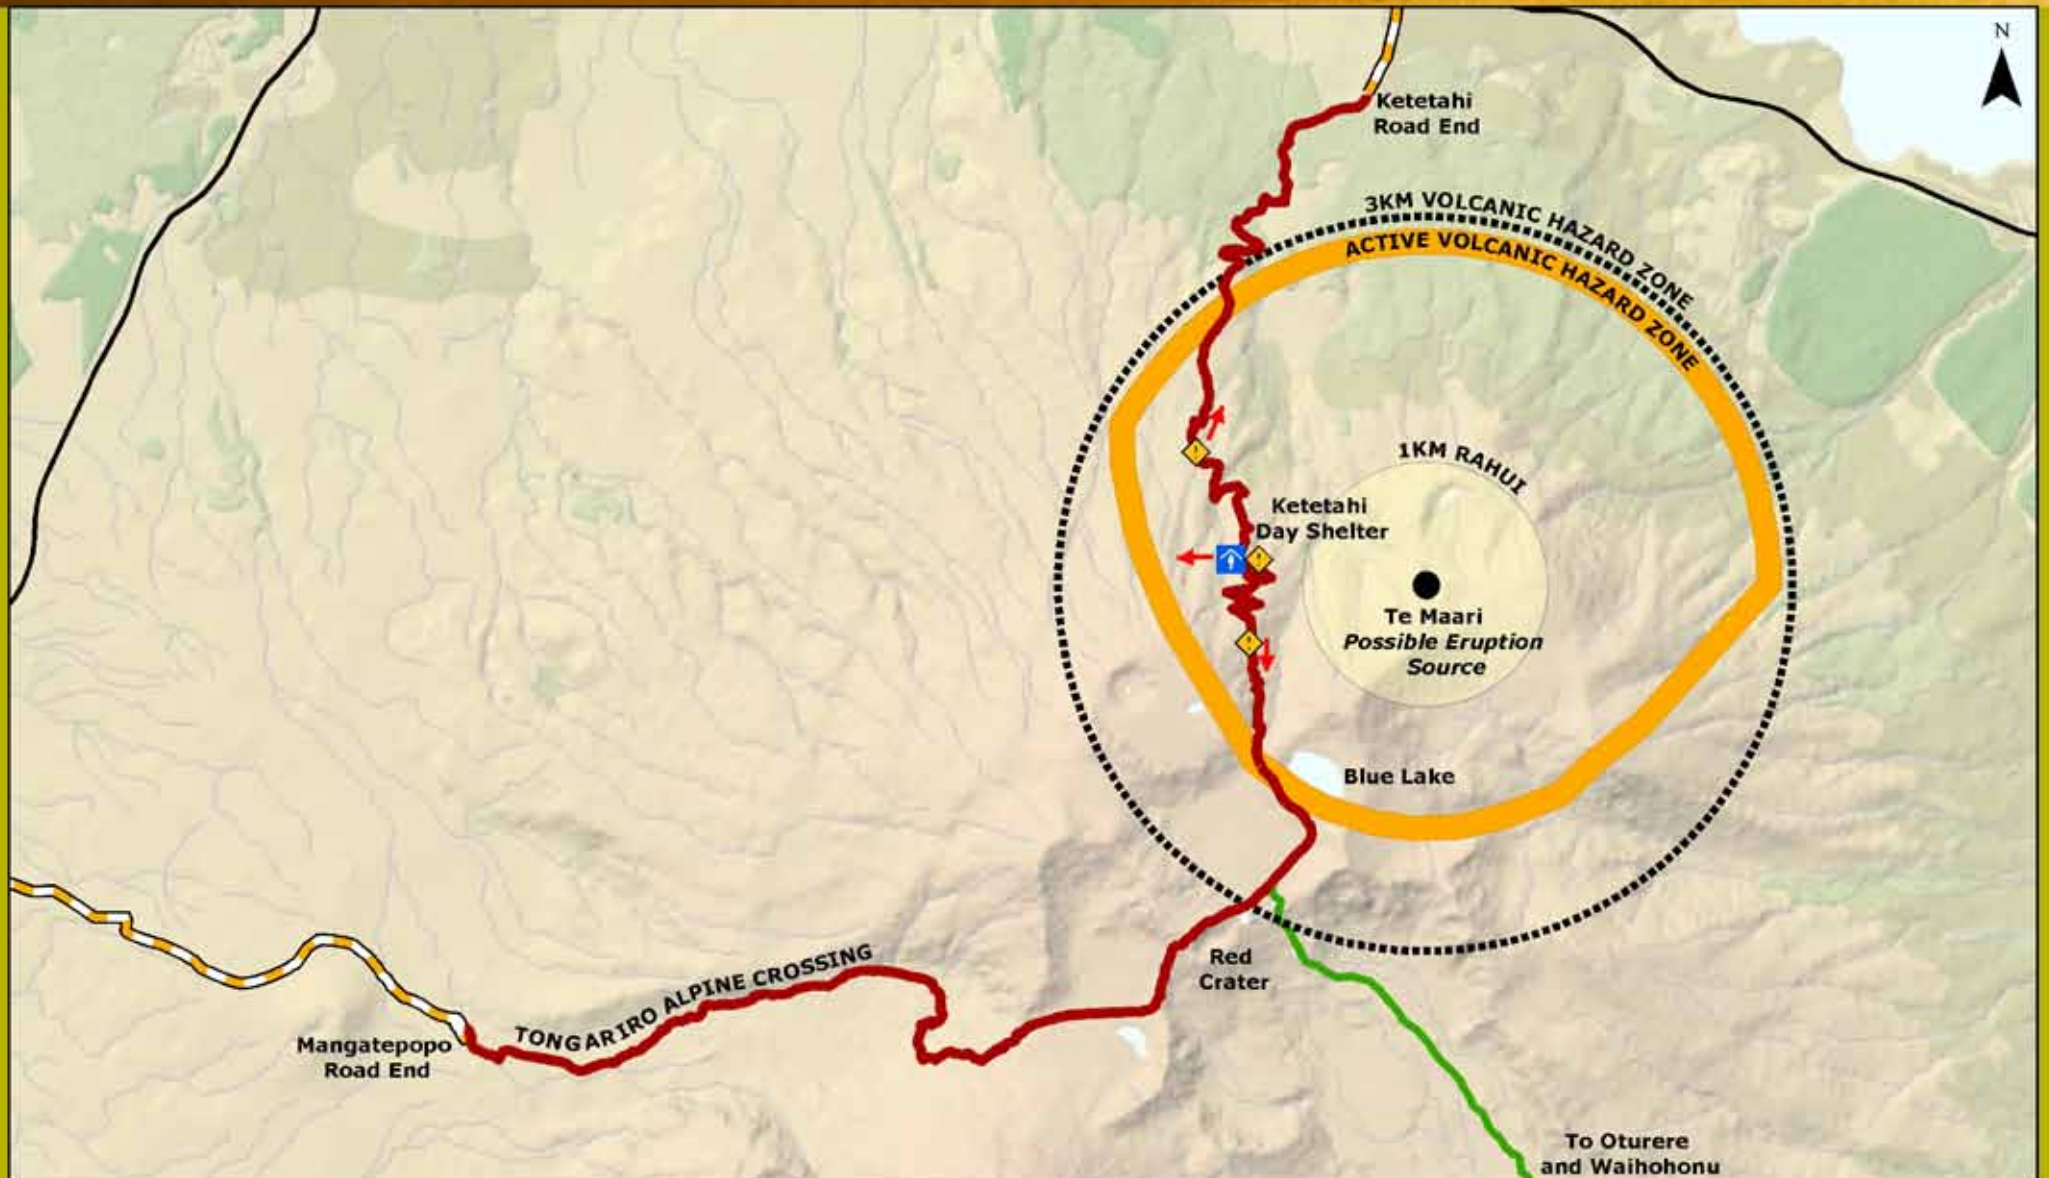 N
Ketetahi
Road End
3KM VOLCANIC HAZARD ZONE
ACTIVE VOLCANIC HAZARD ZONE
1KM RAHUI
Ketetahi
Day Shelter
Te Maari
Possible Eruption
Source
Blue Lake
Red
Crater
TONGARIRO ALPINE CROSSING
Mangatepopo
Road End
To Oturere
and Waihohonu